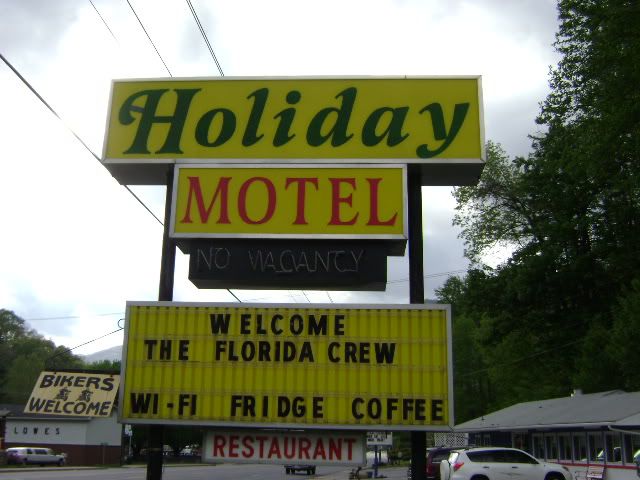 Holiday
MOTEL
NO VACANCY
WELCOME
THE FLORIDA CREW
WI-FI FRIDGE COFFEE
RESTAURANT
BIKERS
WELCOME
LOWES